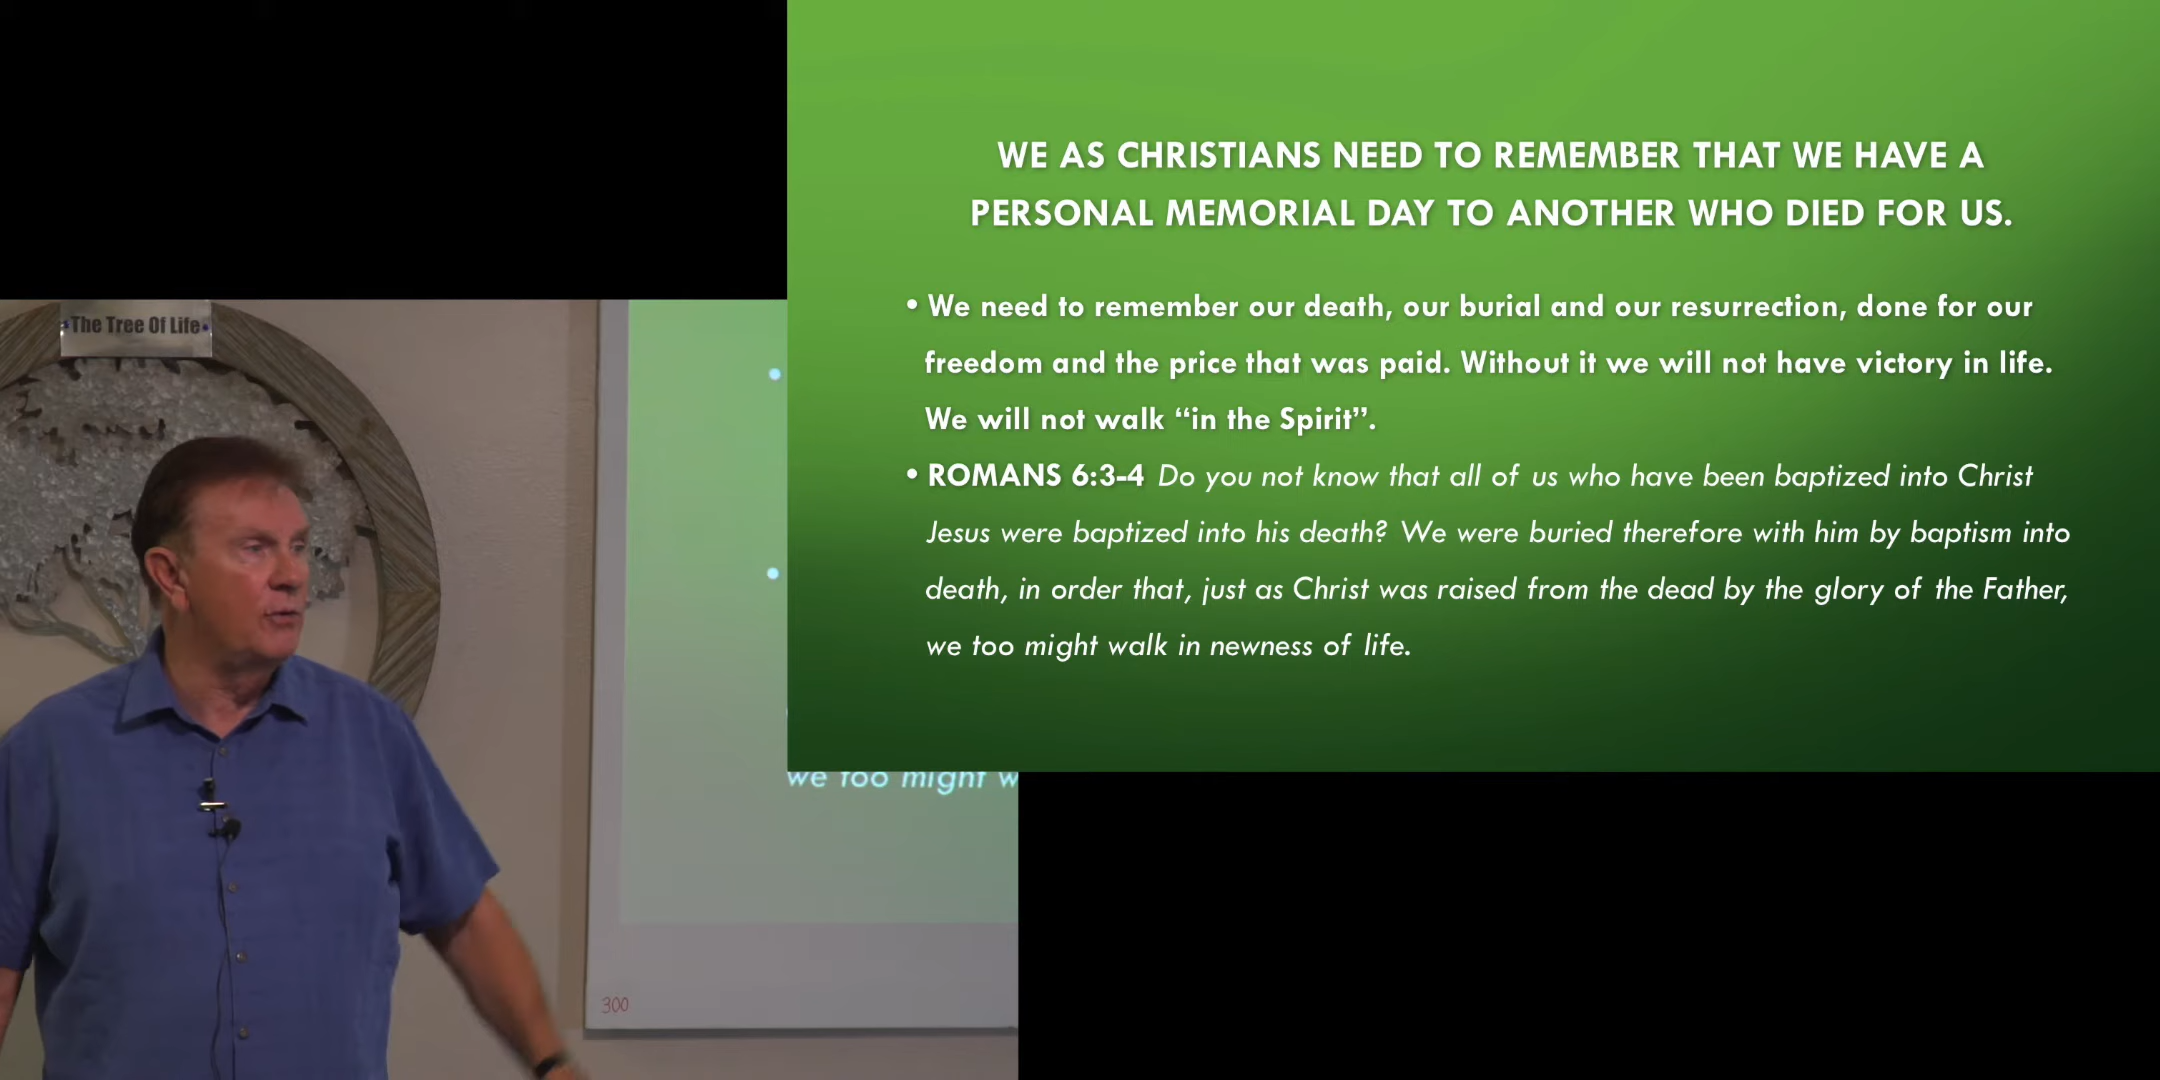 WE AS CHRISTIANS NEED TO REMEMBER THAT WE HAVE A
PERSONAL MEMORIAL DAY TO ANOTHER WHO DIED FOR US.
• We need to remember our death, our burial and our resurrection, done for our
freedom and the price that was paid. Without it we will not have victory in life.
We will not walk “in the Spirit”.
• ROMANS 6:3-4 Do you not know that all of us who have been baptized into Christ
Jesus were baptized into his death? We were buried therefore with him by baptism into
death, in order that, just as Christ was raised from the dead by the glory of the Father,
we too might walk in newness of life.
The Tree Of Life
we too might w
300